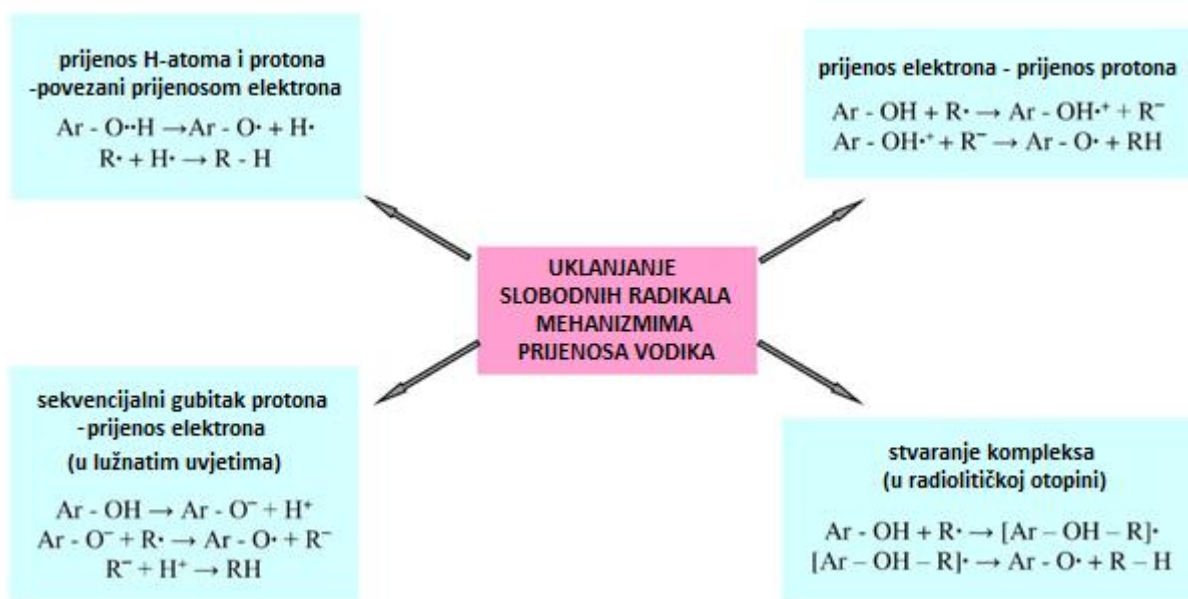 prijenos H-atoma i protona
-povezani prijenosom elektrona
Ar - O••H →Ar - O• + H•
R• + H• → R - H
prijenos elektrona - prijenos protona
Ar - OH + R• → Ar - OH•⁺ + R⁻
Ar - OH•⁺ + R⁻ → Ar - O• + RH
UKLANJANJE
SLOBODNIH RADIKALA
MEHANIZMIMA
PRIJENOSA VODIKA
sekvencijalni gubitak protona
-prijenos elektrona
(u lužnatim uvjetima)
Ar - OH → Ar - O⁻ + H⁺
Ar - O⁻ + R• → Ar - O• + R⁻
R⁻ + H⁺ → RH
stvaranje kompleksa
(u radiolitičkoj otopini)
Ar - OH + R• → [Ar – OH – R]•
[Ar – OH – R]• → Ar - O• + R – H